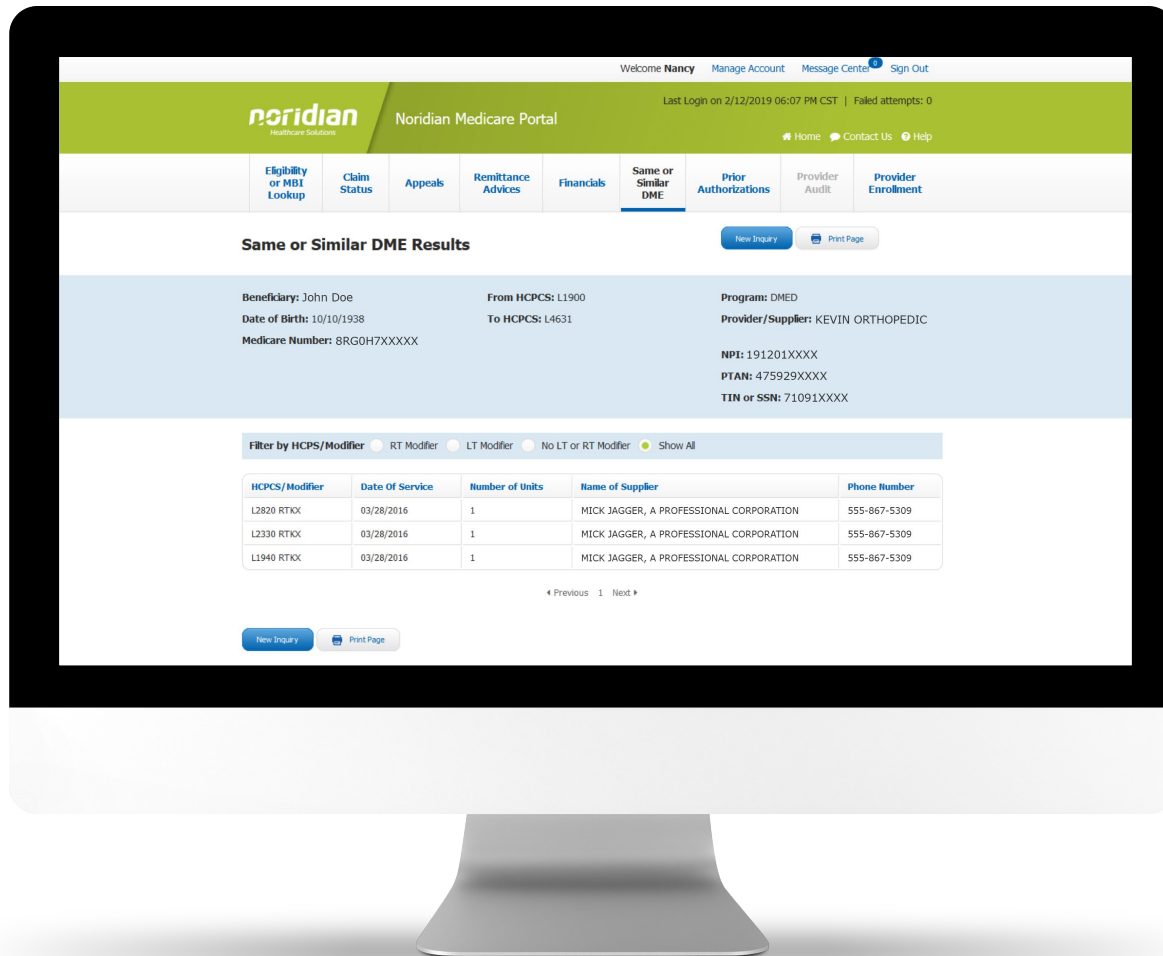 Welcome Nancy Manage Account Message Center 0 Sign Out
Last Login on 2/12/2019 06:07 PM CST | Failed attempts: 0
noridian
Healthcare Solutions
Noridian Medicare Portal
Home Contact Us Help
Eligibility or MBI Lookup
Claim Status
Appeals
Remittance Advices
Financials
Same or Similar DME
Prior Authorizations
Provider Audit
Provider Enrollment
Same or Similar DME Results
New Inquiry Print Page
Beneficiary: John Doe
Date of Birth: 10/10/1938
Medicare Number: 8RG0H7XXXXX
From HCPCS: L1900
To HCPCS: L4631
Program: DMED
Provider/Supplier: KEVIN ORTHOPEDIC
NPI: 191201XXXX
PTAN: 475929XXXX
TIN or SSN: 71091XXXX
Filter by HCPS/Modifier RT Modifier LT Modifier No LT or RT Modifier Show All
HCPCS/Modifier Date Of Service Number of Units Name of Supplier Phone Number
L2820 RTKX 03/28/2016 1 MICK JAGGER, A PROFESSIONAL CORPORATION 555-867-5309
L2330 RTKX 03/28/2016 1 MICK JAGGER, A PROFESSIONAL CORPORATION 555-867-5309
L1940 RTKX 03/28/2016 1 MICK JAGGER, A PROFESSIONAL CORPORATION 555-867-5309
Previous 1 Next
New Inquiry Print Page